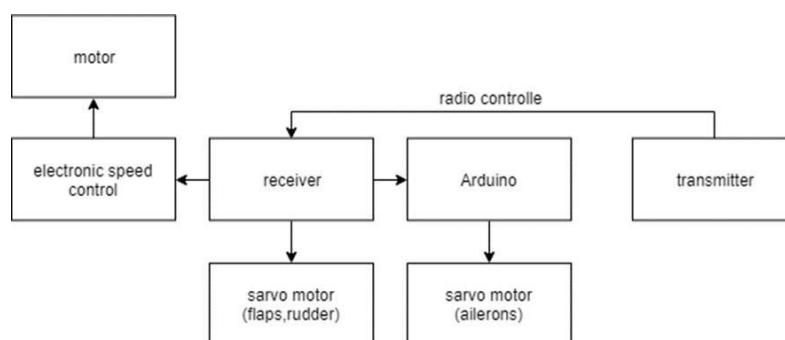 motor
radio controlle
electronic speed
control
receiver
Arduino
transmitter
sarvo motor
(flaps,rudder)
sarvo motor
(ailerons)